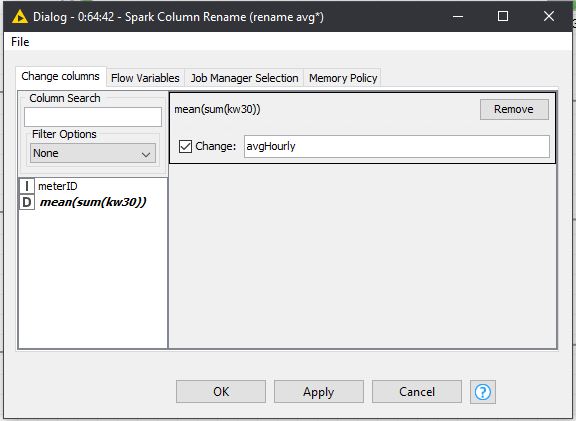 Dialog - 0:64:42 - Spark Column Rename (rename avg*)
File
Change columns Flow Variables Job Manager Selection Memory Policy
Column Search
Filter Options
None
I meterID
D mean(sum(kw30))
mean(sum(kw30)) Remove
Change: avgHourly
OK Apply Cancel ?